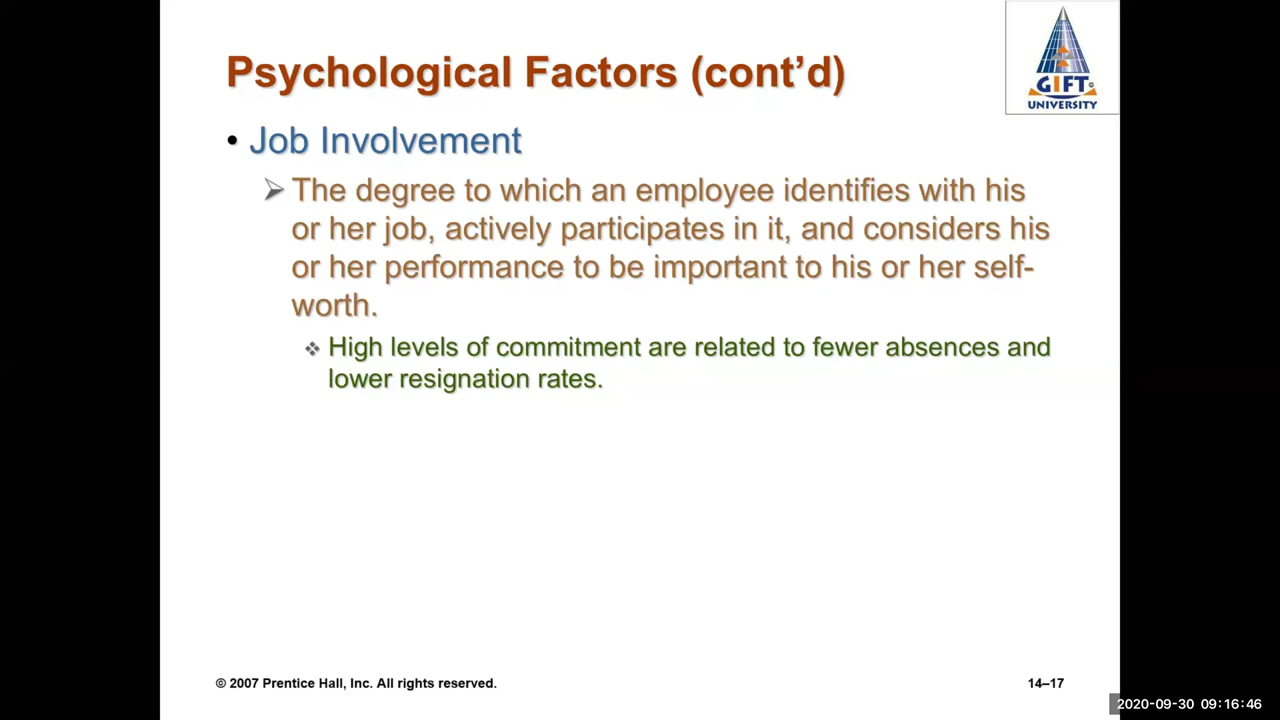 Psychological Factors (cont’d)
GIFT
UNIVERSITY
• Job Involvement
➢ The degree to which an employee identifies with his
or her job, actively participates in it, and considers his
or her performance to be important to his or her self-
worth.
❖ High levels of commitment are related to fewer absences and
lower resignation rates.
© 2007 Prentice Hall, Inc. All rights reserved.
14–17
2020-09-30 09:16:46